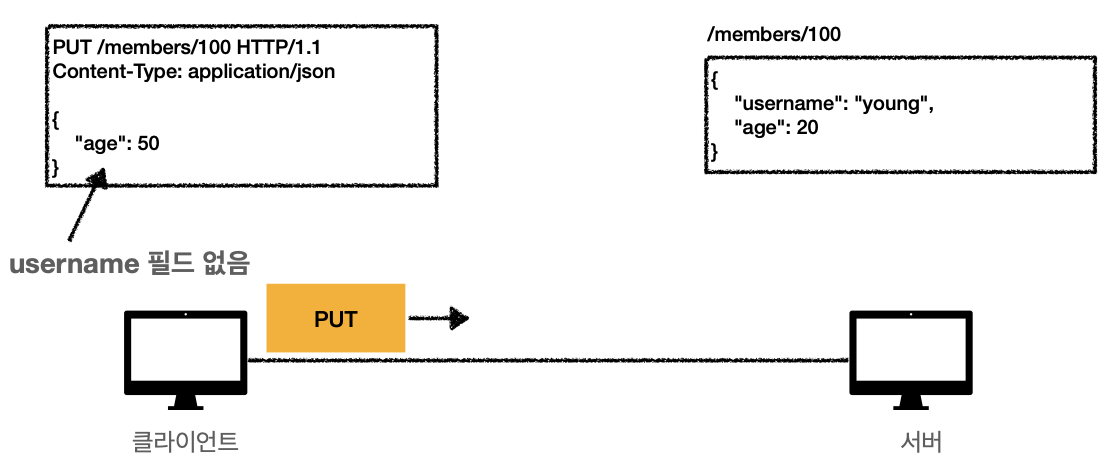 PUT /members/100 HTTP/1.1
Content-Type: application/json
{
"age": 50
}
username 필드 없음
/members/100
{
"username": "young",
"age": 20
}
PUT
클라이언트
서버